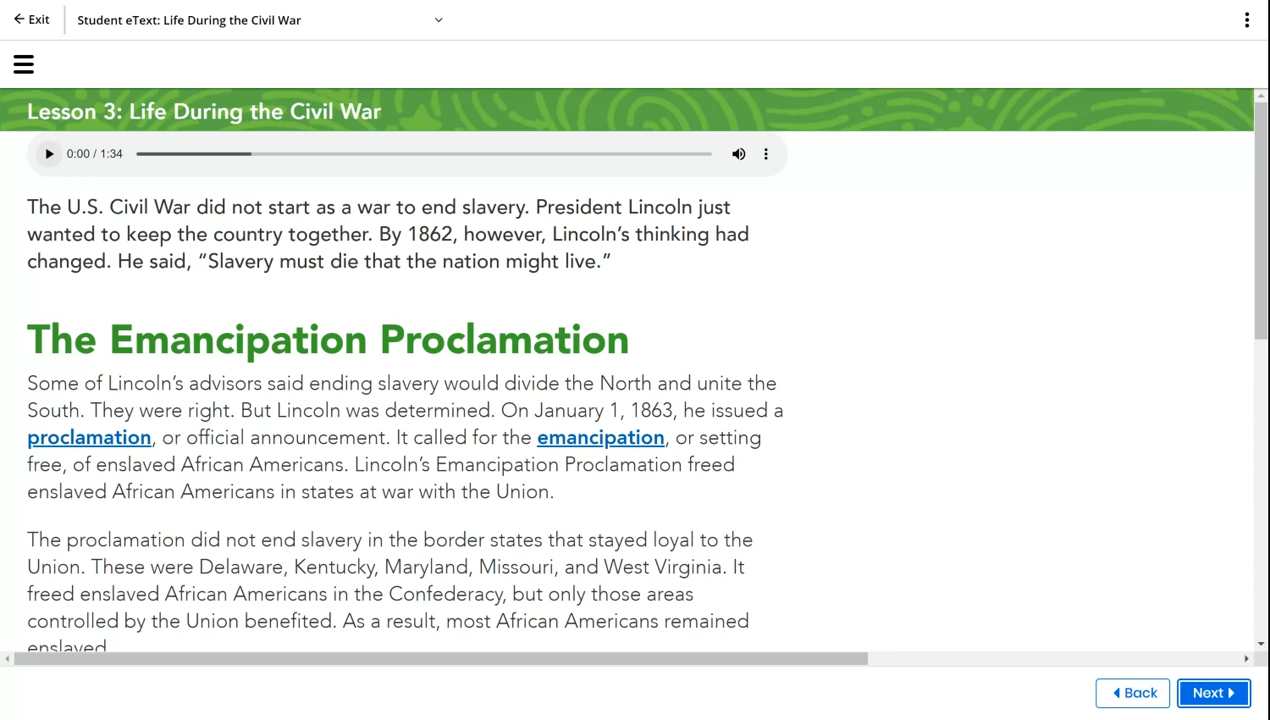 Exit
Student eText: Life During the Civil War
Lesson 3: Life During the Civil War
0:00 / 1:34
The U.S. Civil War did not start as a war to end slavery. President Lincoln just
wanted to keep the country together. By 1862, however, Lincoln’s thinking had
changed. He said, “Slavery must die that the nation might live.”
The Emancipation Proclamation
Some of Lincoln’s advisors said ending slavery would divide the North and unite the
South. They were right. But Lincoln was determined. On January 1, 1863, he issued a
proclamation, or official announcement. It called for the emancipation, or setting
free, of enslaved African Americans. Lincoln’s Emancipation Proclamation freed
enslaved African Americans in states at war with the Union.
The proclamation did not end slavery in the border states that stayed loyal to the
Union. These were Delaware, Kentucky, Maryland, Missouri, and West Virginia. It
freed enslaved African Americans in the Confederacy, but only those areas
controlled by the Union benefited. As a result, most African Americans remained
enslaved.
Back
Next